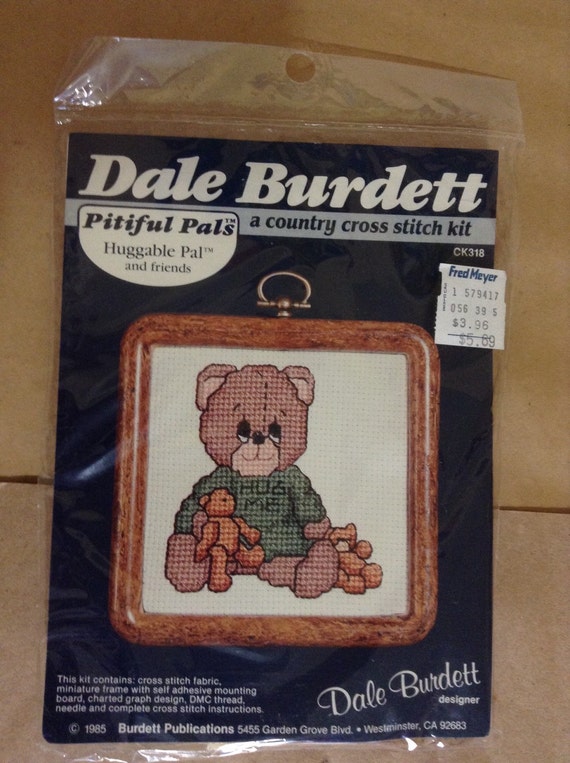 Dale Burdett
Pitiful Pals™
a country cross stitch kit
Huggable Pal™
and friends
CK318
Fred Meyer
1 579417
056 39 5
$3.96
$5.69
HUG
ME!
This kit contains: cross stitch fabric,
miniature frame with self adhesive mounting
board, charted graph design, DMC thread,
needle and complete cross stitch instructions.
Dale Burdett
designer
© 1985 Burdett Publications 5455 Garden Grove Blvd. • Westminster, CA 92683